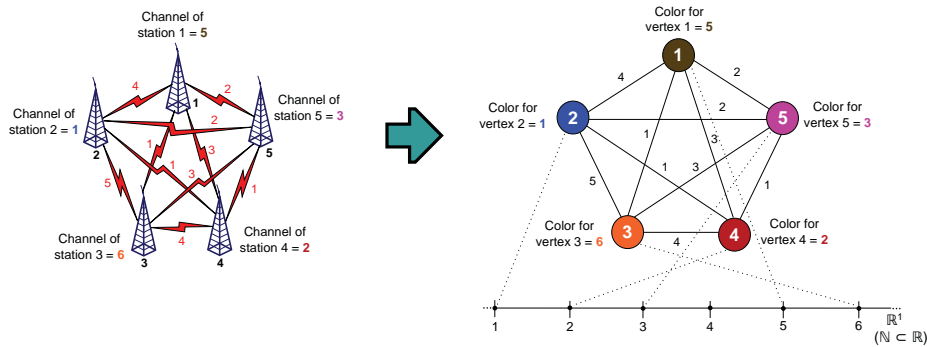 Channel of
station 1 = 5
4
2
Channel of
station 2 = 1
1
2
Channel of
station 5 = 3
2
5
1
3
1
3
5
1
4
Channel of
station 3 = 6
3
4
Channel of
station 4 = 2
Color for
vertex 1 = 5
1
4
2
Color for
vertex 2 = 1
2
2
5
Color for
vertex 5 = 3
1
3
5
1
3
1
Color for
vertex 3 = 6
3
4
4
Color for
vertex 4 = 2
1
2
3
4
5
6
ℝ¹
(ℕ ⊂ ℝ)